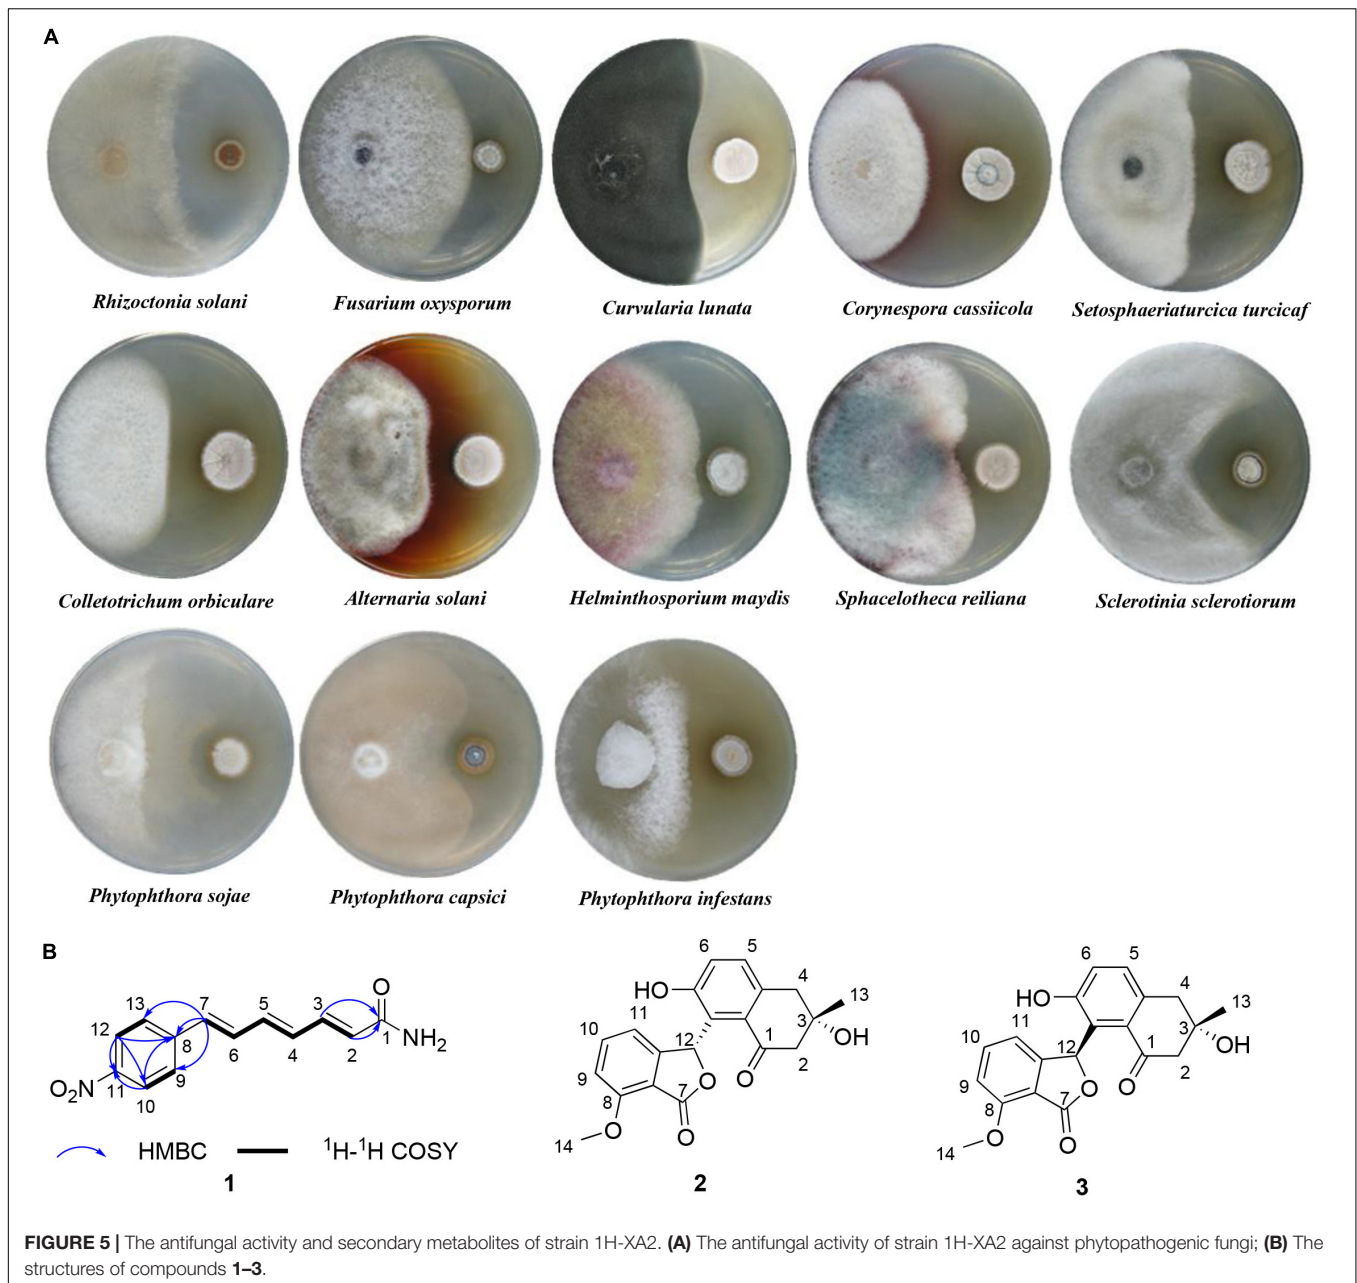 A
Rhizoctonia solani
Fusarium oxysporum
Curvularia lunata
Corynespora cassiicola
Setosphaeriaturcica turcicaf
Colletotrichum orbiculare
Alternaria solani
Helminthosporium maydis
Sphacelotheca reiliana
Sclerotinia sclerotiorum
Phytophthora sojae
Phytophthora capsici
Phytophthora infestans
B
13
12
11
10
9
8
7
6
5
4
3
2
1
O
NH2
O2N
HMBC
1H-1H COSY
1
6
5
4
13
HO
3
OH
10
11
12
1
2
9
O
O
7
8
O
O
14
2
6
5
4
13
HO
3
OH
10
11
12
1
2
9
O
O
7
8
O
O
14
3
FIGURE 5 | The antifungal activity and secondary metabolites of strain 1H-XA2. (A) The antifungal activity of strain 1H-XA2 against phytopathogenic fungi; (B) The
structures of compounds 1–3.